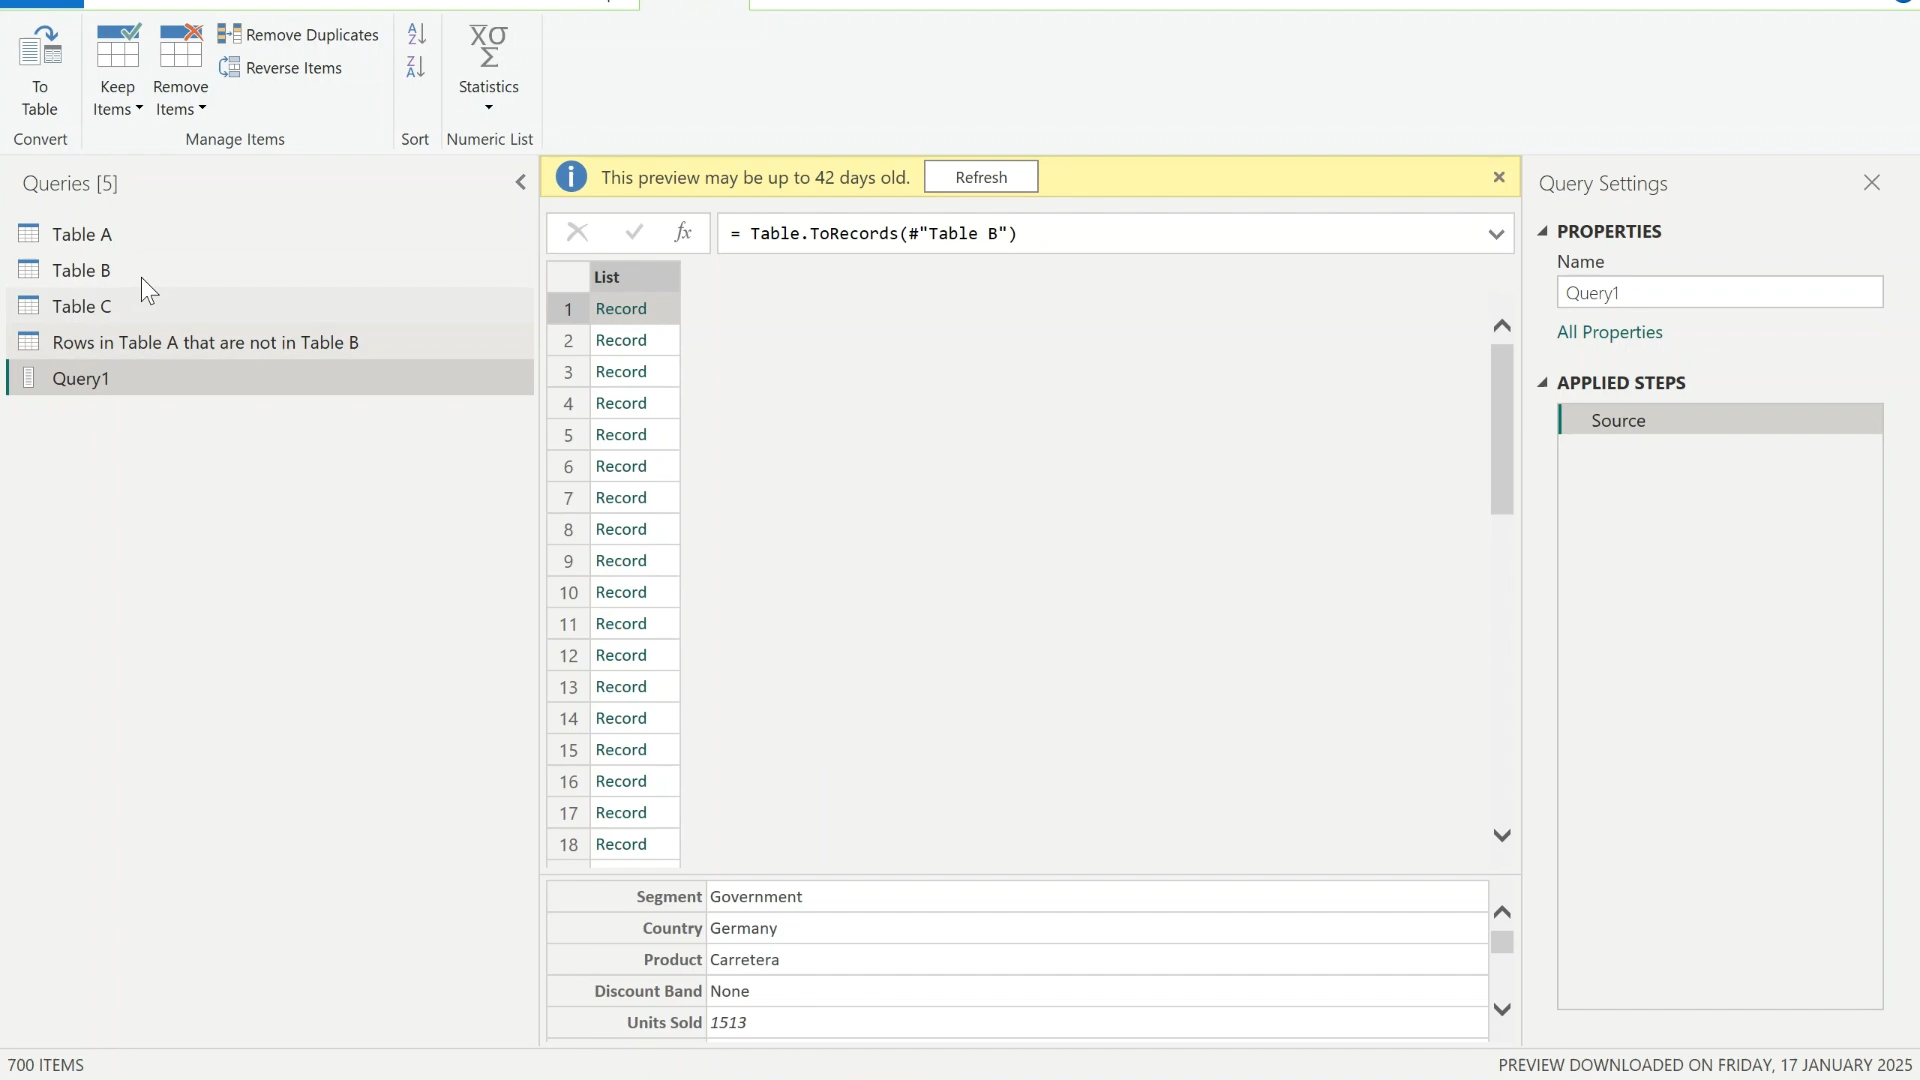 To
Table
Keep
Items
Remove
Items
Remove Duplicates
Reverse Items
A
Z
Z
A
Xσ
Σ
Statistics
Convert
Manage Items
Sort
Numeric List
Queries [5]
Table A
Table B
Table C
Rows in Table A that are not in Table B
Query1
This preview may be up to 42 days old.
Refresh
fx
= Table.ToRecords(#"Table B")
List
1 Record
2 Record
3 Record
4 Record
5 Record
6 Record
7 Record
8 Record
9 Record
10 Record
11 Record
12 Record
13 Record
14 Record
15 Record
16 Record
17 Record
18 Record
Segment Government
Country Germany
Product Carretera
Discount Band None
Units Sold 1513
Query Settings
PROPERTIES
Name
Query1
All Properties
APPLIED STEPS
Source
700 ITEMS
PREVIEW DOWNLOADED ON FRIDAY, 17 JANUARY 2025